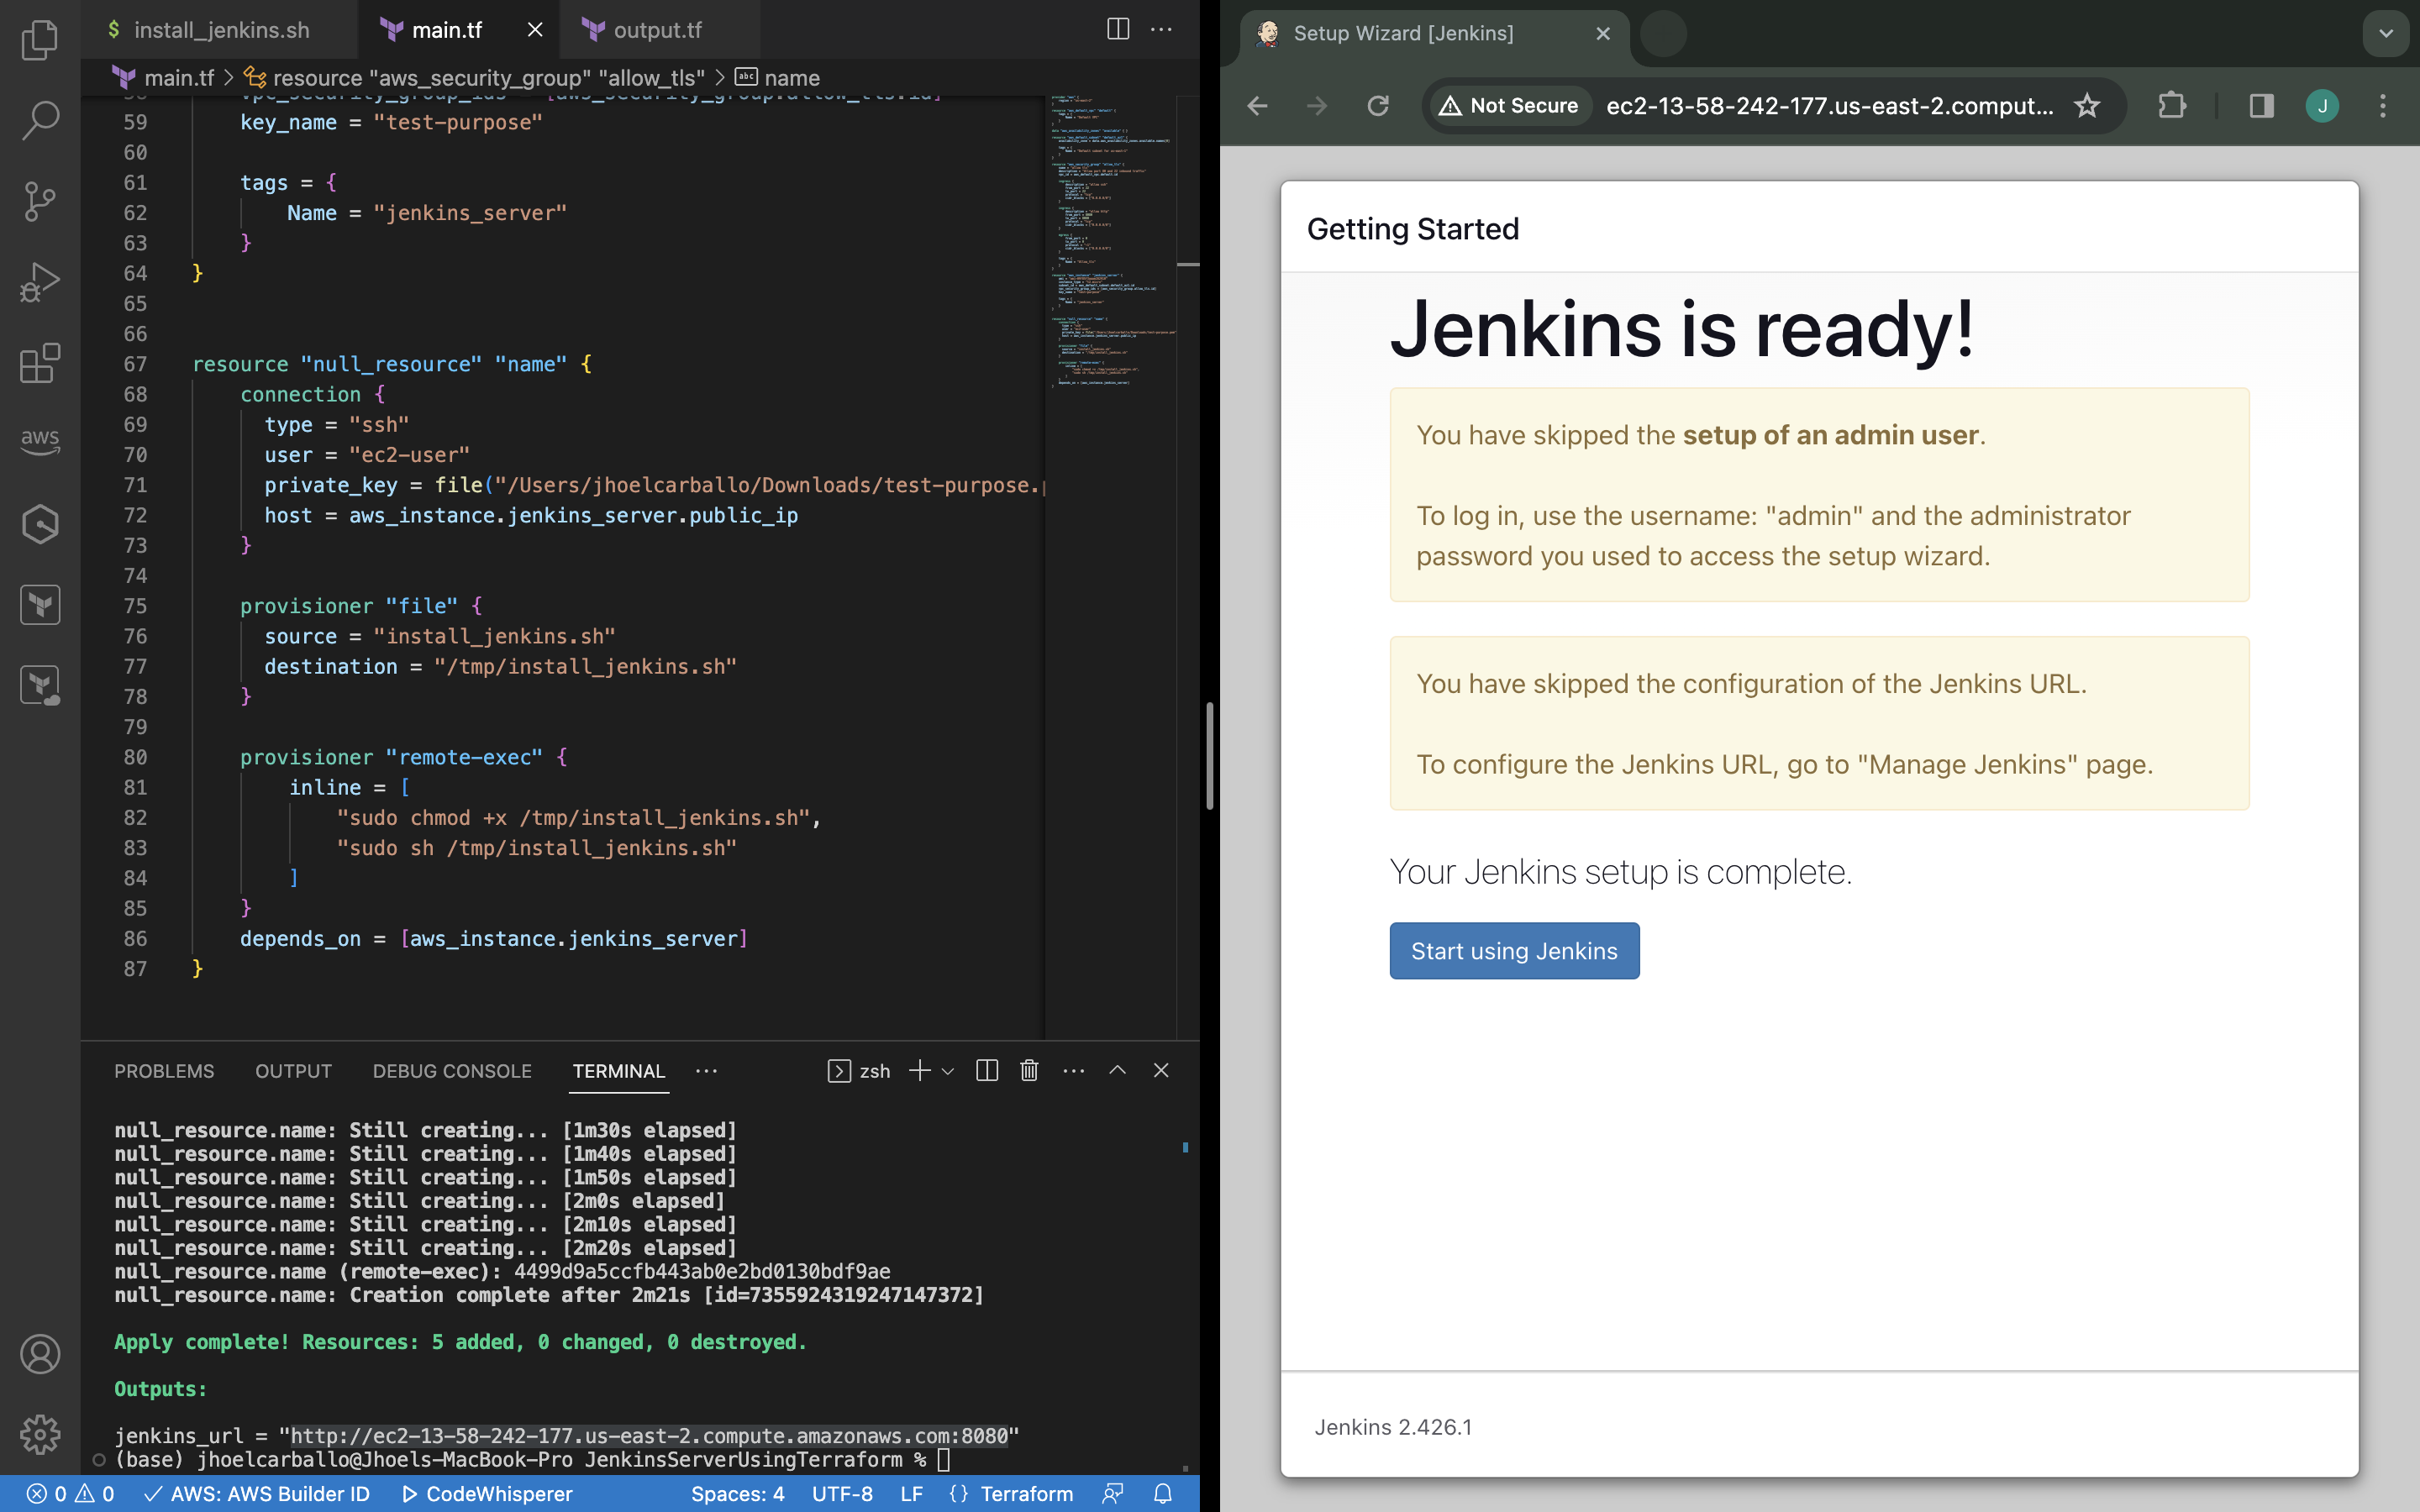 install_jenkins.sh
main.tf
output.tf
main.tf > resource "aws_security_group" "allow_tls" > abc name
59 key_name = "test-purpose"
60
61 tags = {
62 Name = "jenkins_server"
63 }
64 }
65
66
67 resource "null_resource" "name" {
68 connection {
69 type = "ssh"
70 user = "ec2-user"
71 private_key = file("/Users/jhoelcarballo/Downloads/test-purpose.
72 host = aws_instance.jenkins_server.public_ip
73 }
74
75 provisioner "file" {
76 source = "install_jenkins.sh"
77 destination = "/tmp/install_jenkins.sh"
78 }
79
80 provisioner "remote-exec" {
81 inline = [
82 "sudo chmod +x /tmp/install_jenkins.sh",
83 "sudo sh /tmp/install_jenkins.sh"
84 ]
85 }
86 depends_on = [aws_instance.jenkins_server]
87 }
aws
PROBLEMS OUTPUT DEBUG CONSOLE TERMINAL ... zsh
null_resource.name: Still creating... [1m30s elapsed]
null_resource.name: Still creating... [1m40s elapsed]
null_resource.name: Still creating... [1m50s elapsed]
null_resource.name: Still creating... [2m0s elapsed]
null_resource.name: Still creating... [2m10s elapsed]
null_resource.name: Still creating... [2m20s elapsed]
null_resource.name (remote-exec): 4499d9a5ccfb443ab0e2bd0130bdf9ae
null_resource.name: Creation complete after 2m21s [id=7355924319247147372]
Apply complete! Resources: 5 added, 0 changed, 0 destroyed.
Outputs:
jenkins_url = "http://ec2-13-58-242-177.us-east-2.compute.amazonaws.com:8080"
(base) jhoelcarballo@Jhoels-MacBook-Pro JenkinsServerUsingTerraform %
0 0 AWS: AWS Builder ID CodeWhisperer Spaces: 4 UTF-8 LF {} Terraform
Setup Wizard [Jenkins]
Not Secure ec2-13-58-242-177.us-east-2.comput... J
Getting Started
Jenkins is ready!
You have skipped the setup of an admin user.
To log in, use the username: "admin" and the administrator
password you used to access the setup wizard.
You have skipped the configuration of the Jenkins URL.
To configure the Jenkins URL, go to "Manage Jenkins" page.
Your Jenkins setup is complete.
Start using Jenkins
Jenkins 2.426.1